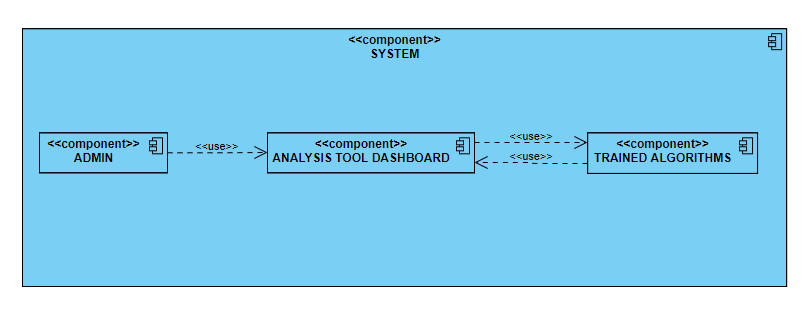 <<component>>
SYSTEM
<<component>>
ADMIN
<<use>>
<<component>>
ANALYSIS TOOL DASHBOARD
<<use>>
<<use>>
<<component>>
TRAINED ALGORITHMS